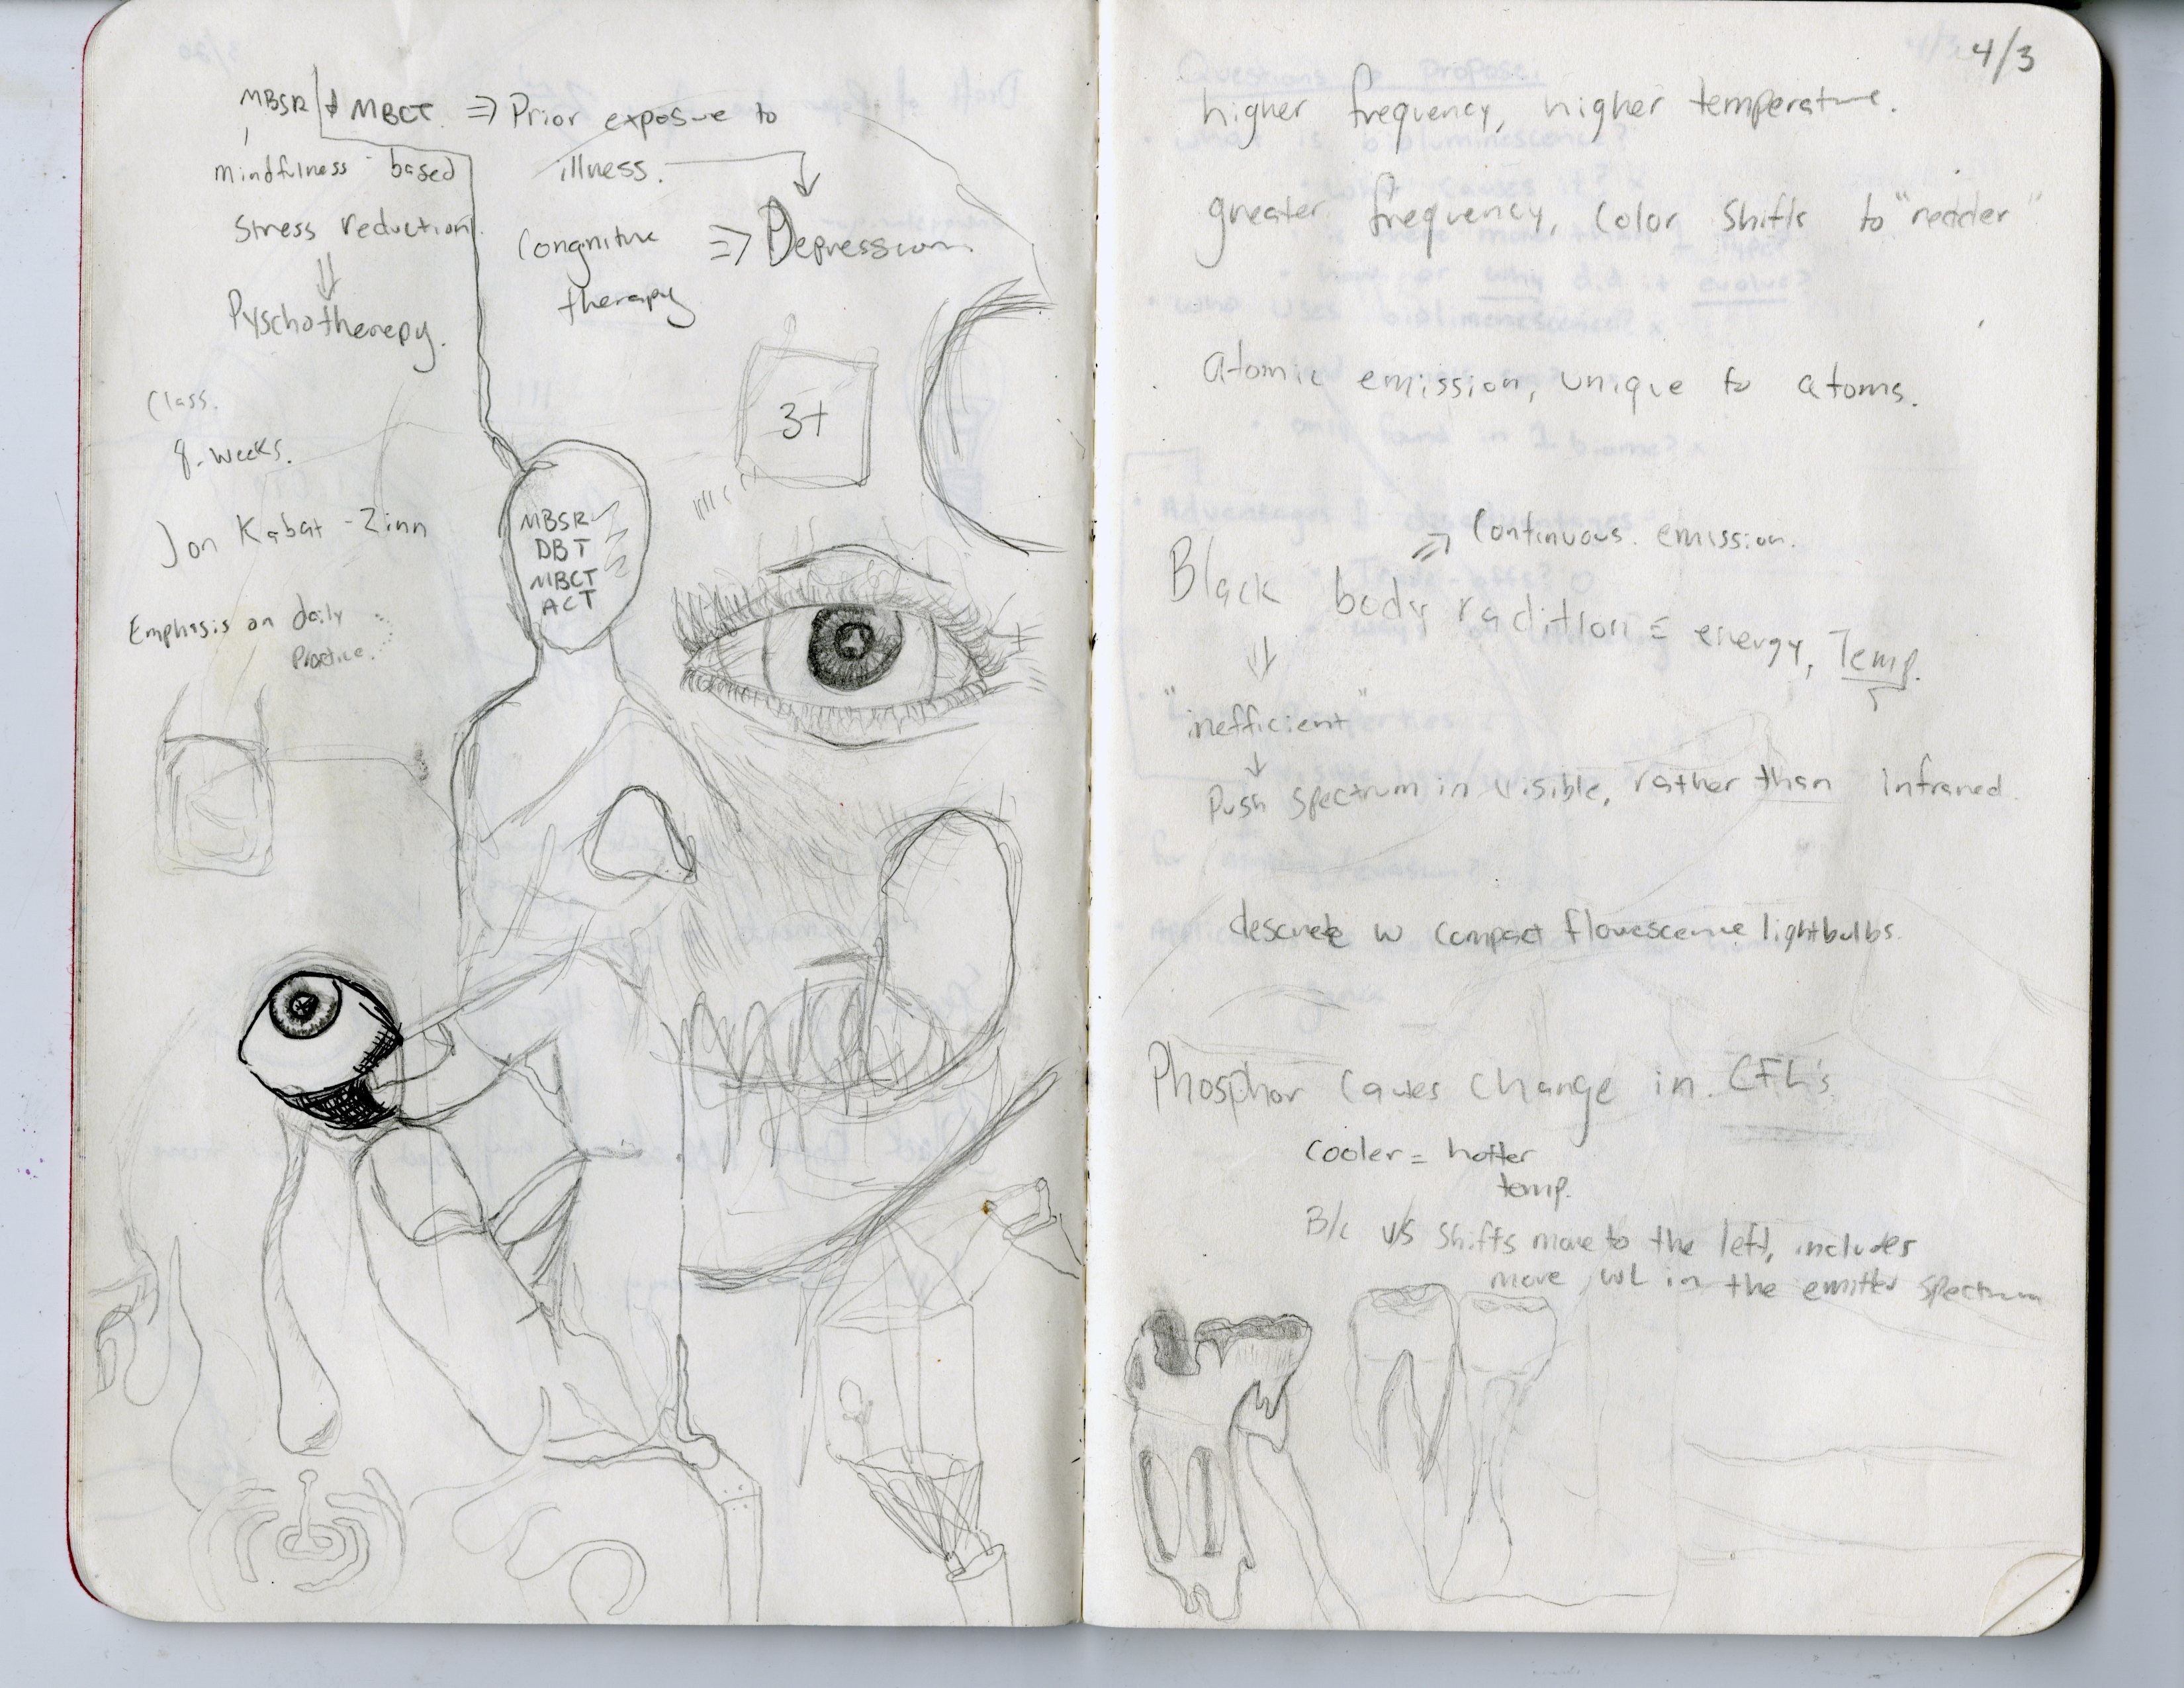 MBSR & MBCT. ⇒ Prior exposure to
illness.
mindfulness based
Stress reduction
Congnitive ⇒ Depression.
therapy
⇓
Pyschotherepy.
Class.
8-weeks.
Jon Kabat-Zinn
Emphasis on daily
Practice.
3+
MBSR
DBT
MBCT
ACT
4/3
higher frequency, higher temperature.
greater frequency, Color Shifts to "redder"
atomic emission, unique to atoms.
⇒ Continuous. emission.
Black body radition = energy, Temp.
⇓
"inefficient"
↓
Push Spectrum in visible, rather than infrared.
descrete w compact flourescence lightbulbs.
Phosphor Causes Change in CFL's.
Cooler = hotter
temp.
B/c v/s Shifts more to the left, includes
more WL in the emitted spectrum